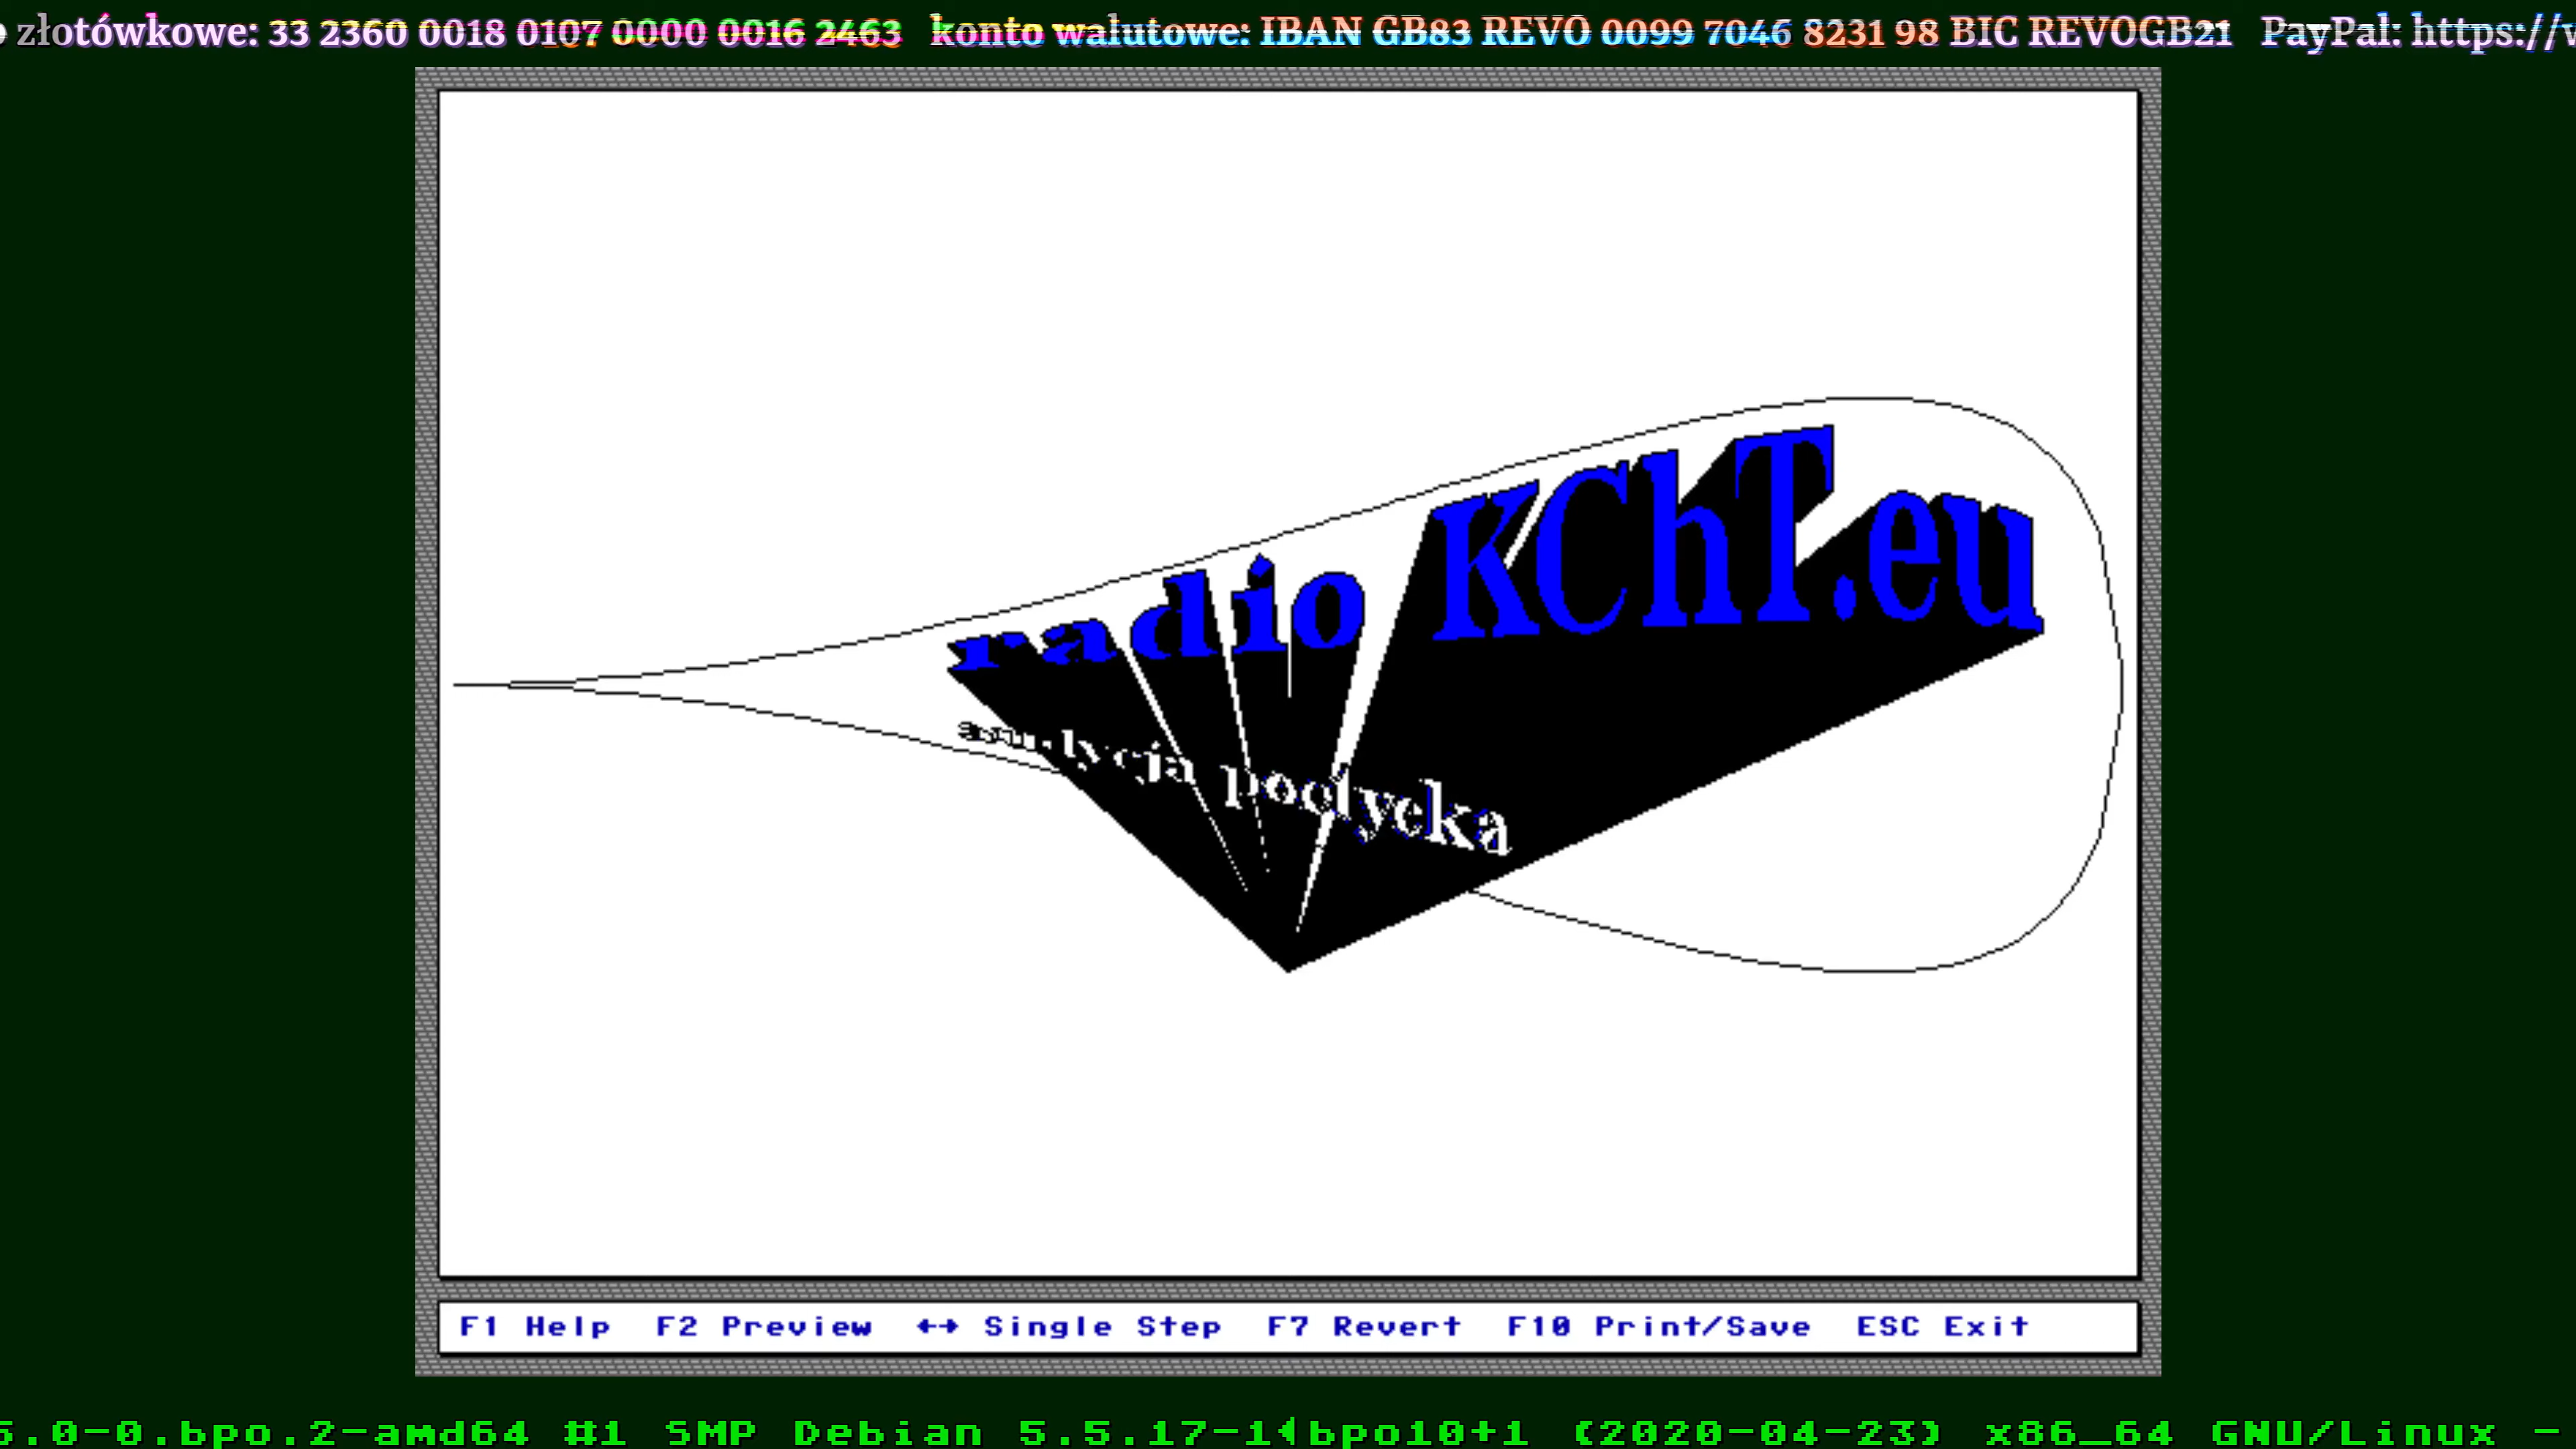 złotówkowe: 33 2360 0018 0107 0000 0016 2463 konto walutowe: IBAN GB83 REVO 0099 7046 8231 98 BIC REVOGB21 PayPal: https://
radio KChT.eu
F1 Help F2 Preview ←→ Single Step F7 Revert F10 Print/Save ESC Exit
.0-0.bpo.2-amd64 #1 SMP Debian 5.5.17-1 bpo10+1 (2020-04-23) x86_64 GNU/Linux -